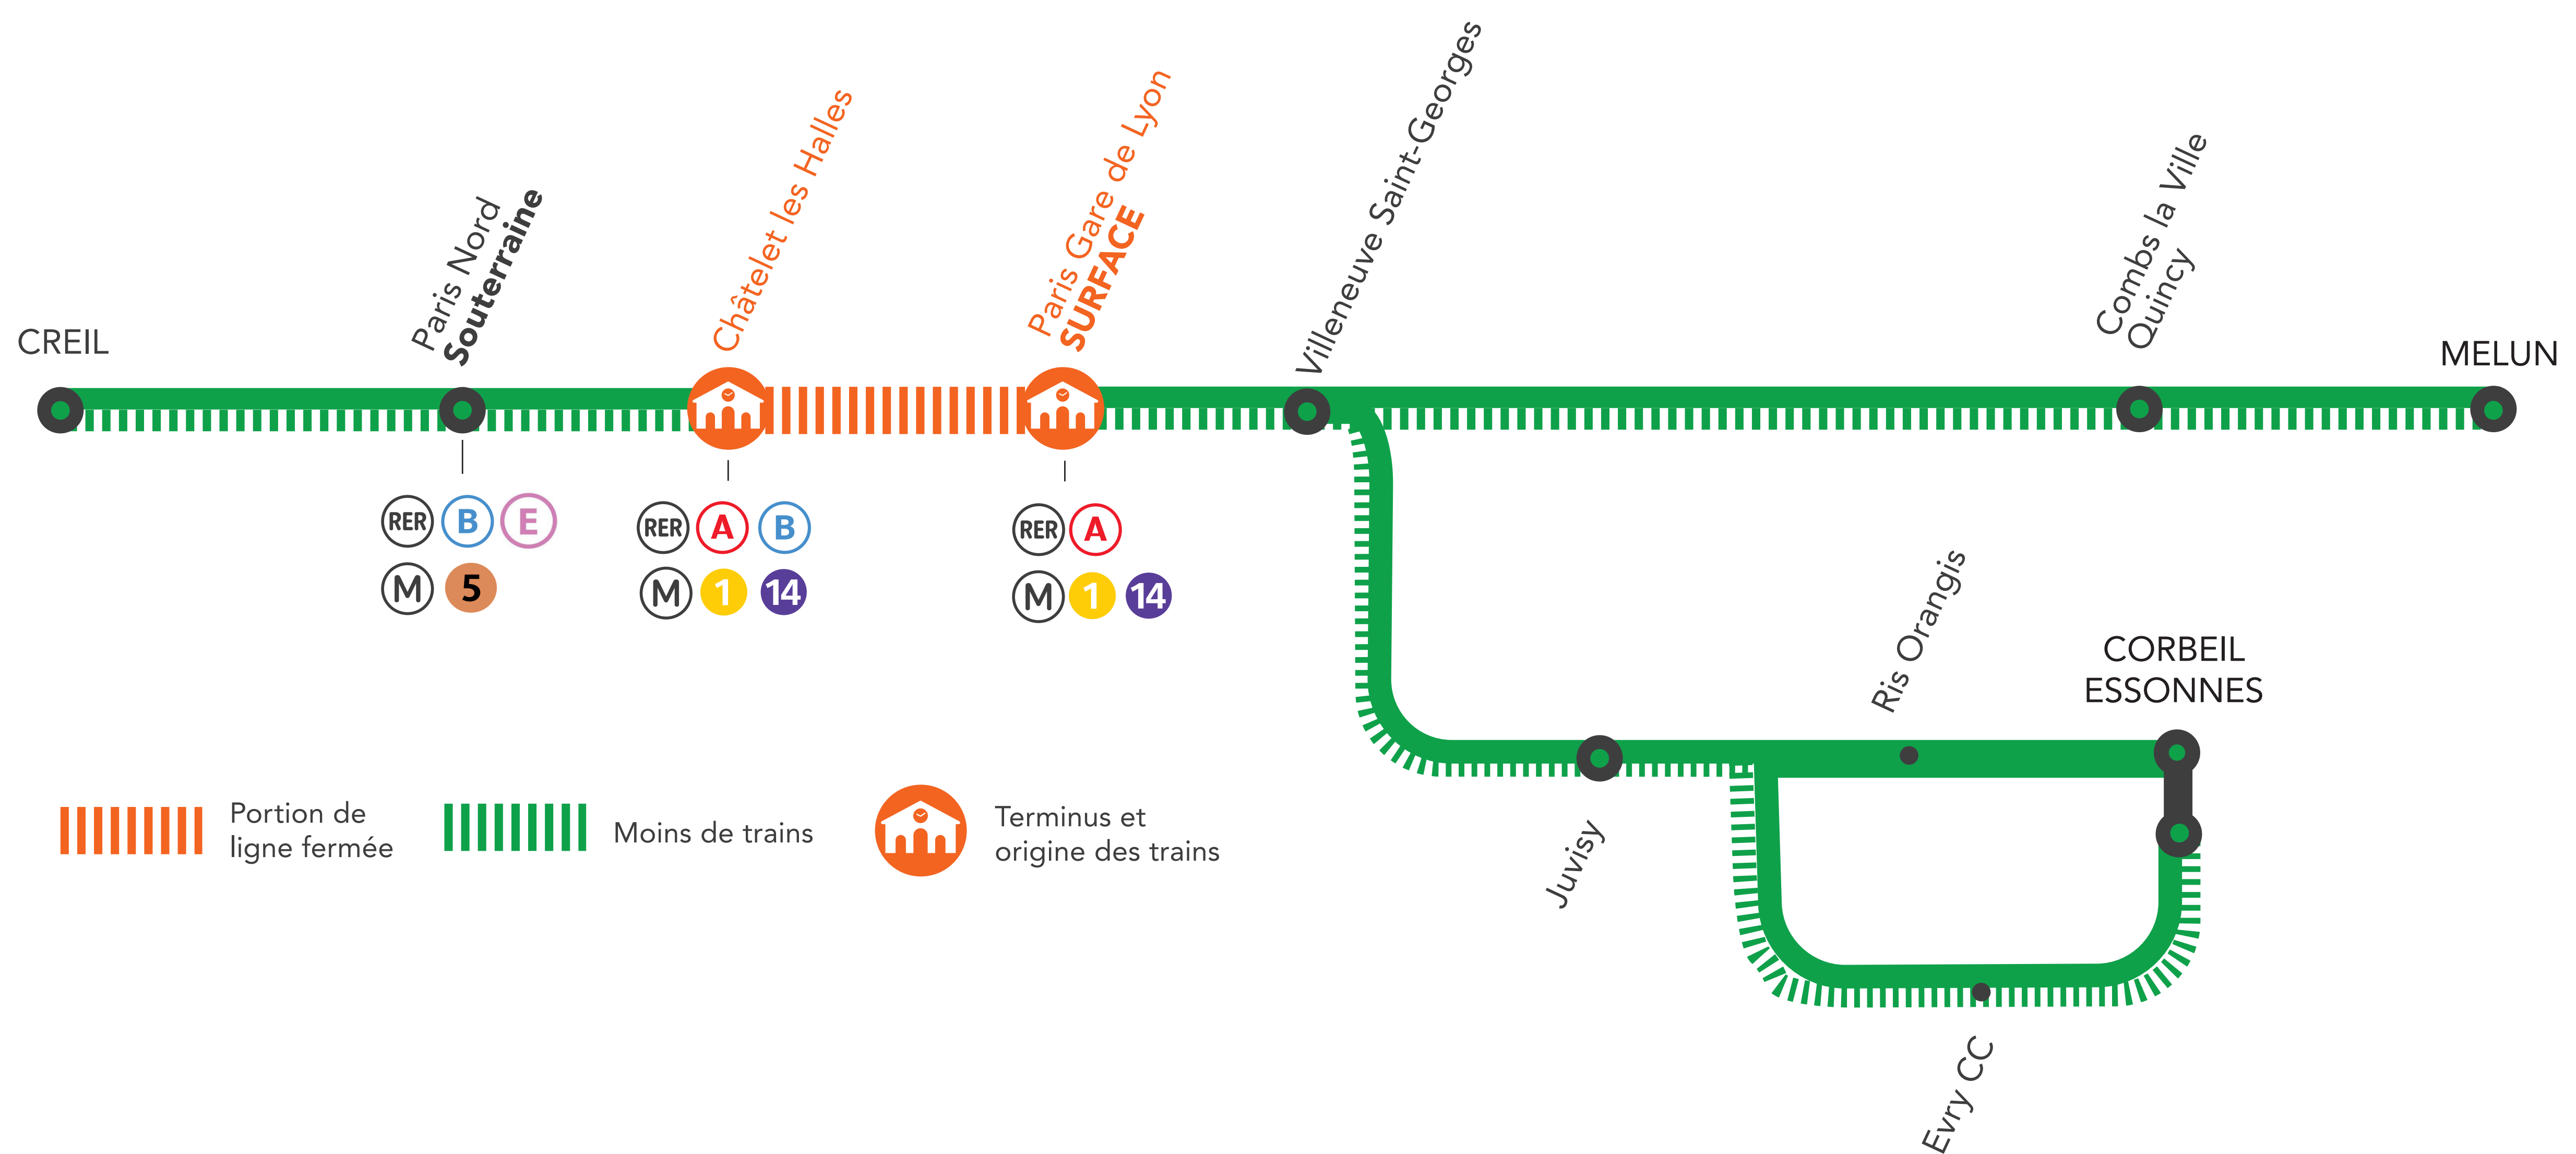 CREIL
Paris Nord
Souterraine
Châtelet les Halles
Paris Gare de Lyon
SURFACE
Villeneuve Saint-Georges
Combs la Ville
Quincy
MELUN
RER B E
M 5
RER A B
M 1 14
RER A
M 1 14
Ris Orangis
CORBEIL
ESSONNES
Juvisy
Evry CC
Portion de
ligne fermée
Moins de trains
Terminus et
origine des trains